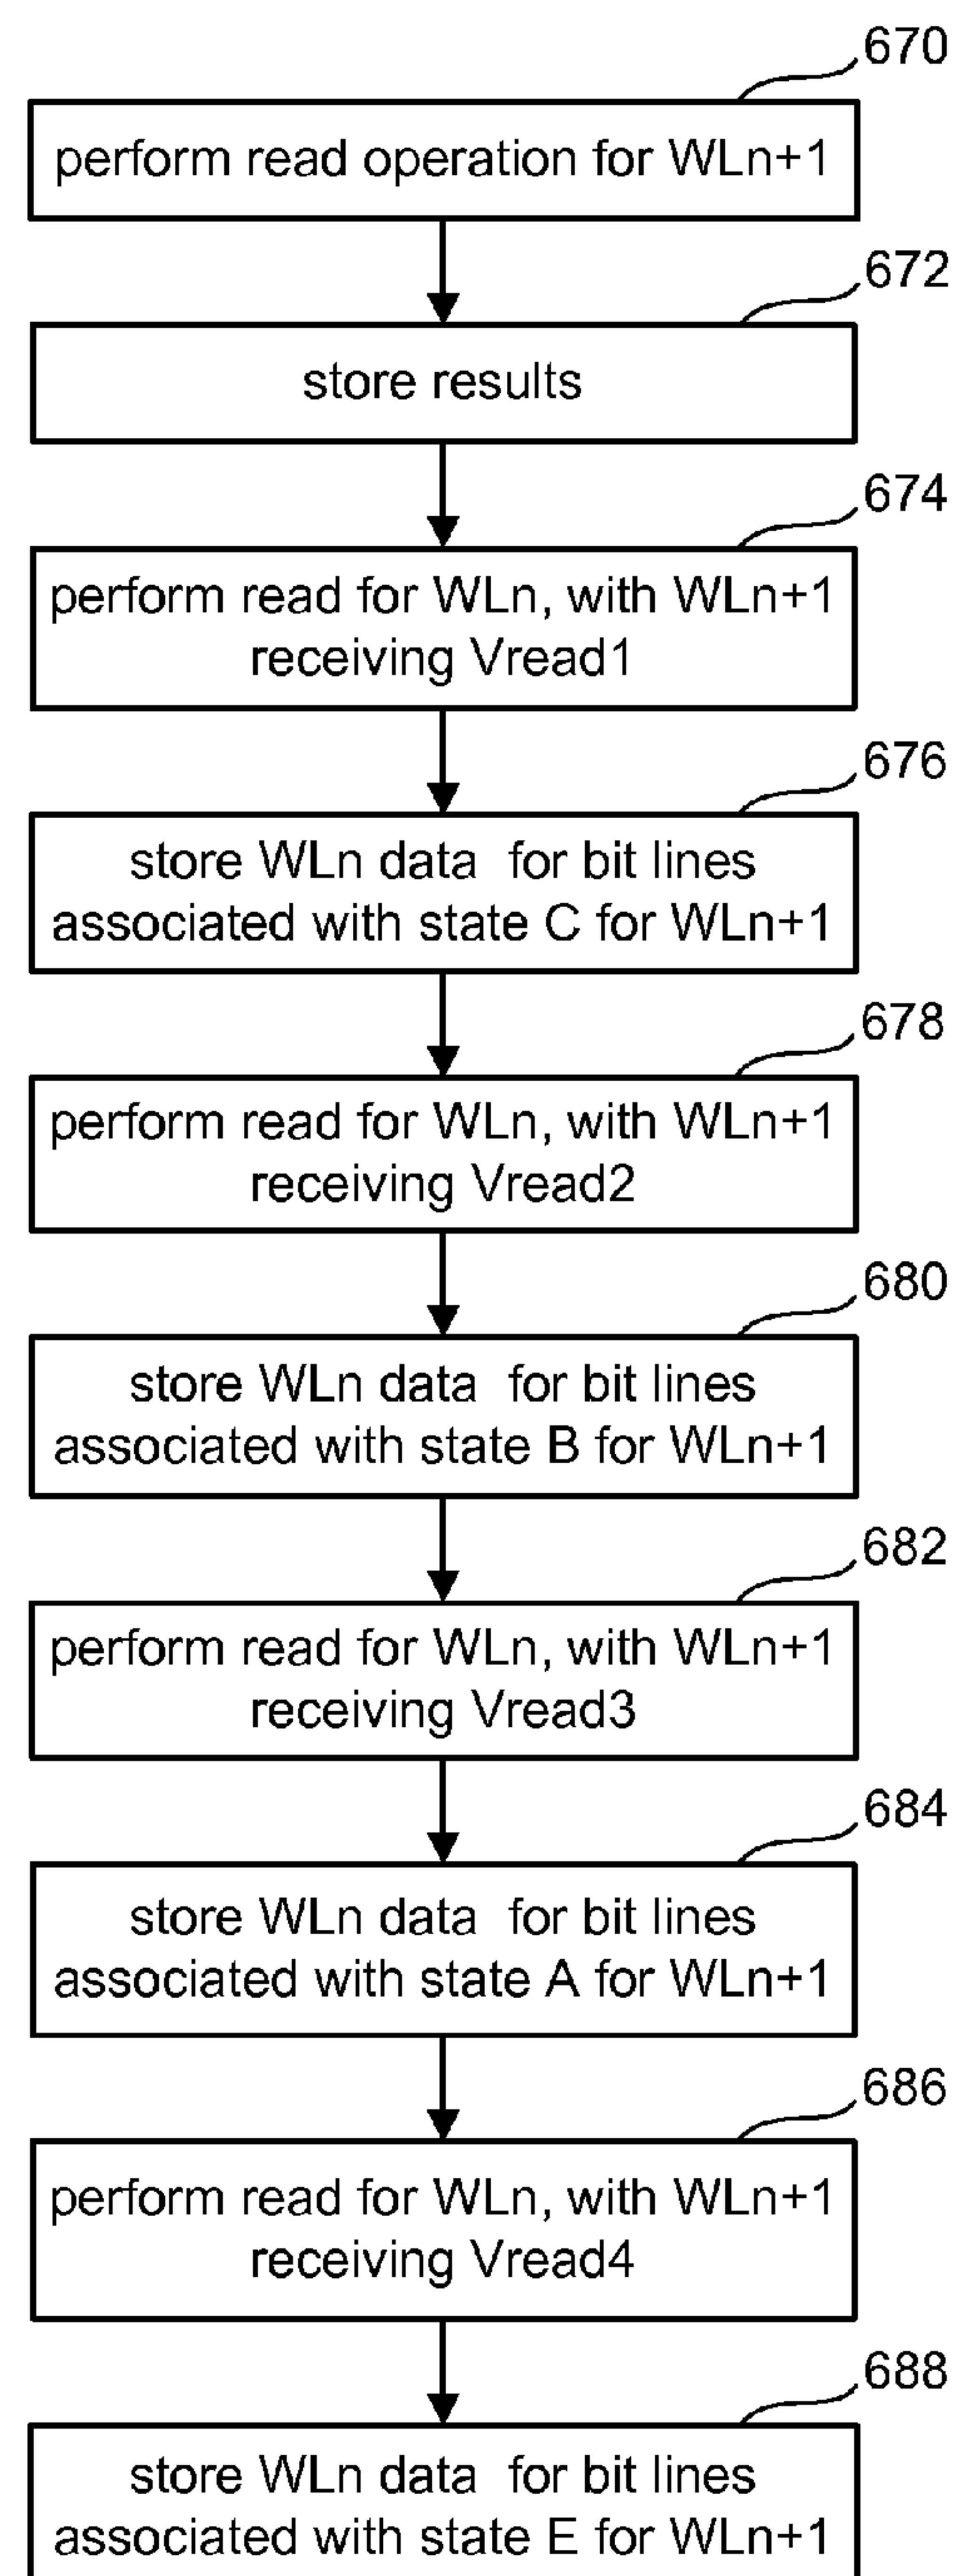 670
perform read operation for WLn+1
672
store results
674
perform read for WLn, with WLn+1
receiving Vread1
676
store WLn data for bit lines
associated with state C for WLn+1
678
perform read for WLn, with WLn+1
receiving Vread2
680
store WLn data for bit lines
associated with state B for WLn+1
682
perform read for WLn, with WLn+1
receiving Vread3
684
store WLn data for bit lines
associated with state A for WLn+1
686
perform read for WLn, with WLn+1
receiving Vread4
688
store WLn data for bit lines
associated with state E for WLn+1